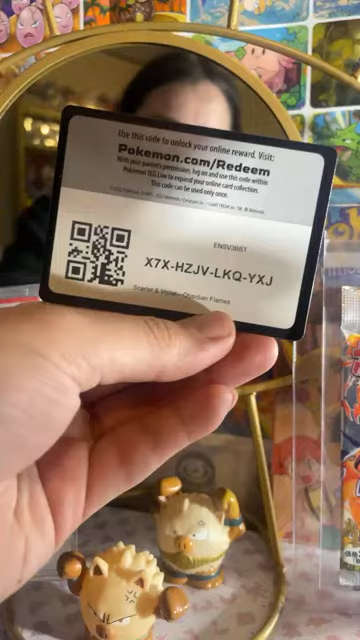 Use this code to unlock your online reward. Visit:
Pokemon.com/Redeem
With your parent's permission, log on and use this code within
Pokémon TCG Live to expand your online card collection.
This code can be used only once.
EN5V3BST
X7X-HZJV-LKQ-YXJ
Scarlet & Violet—Obsidian Flames